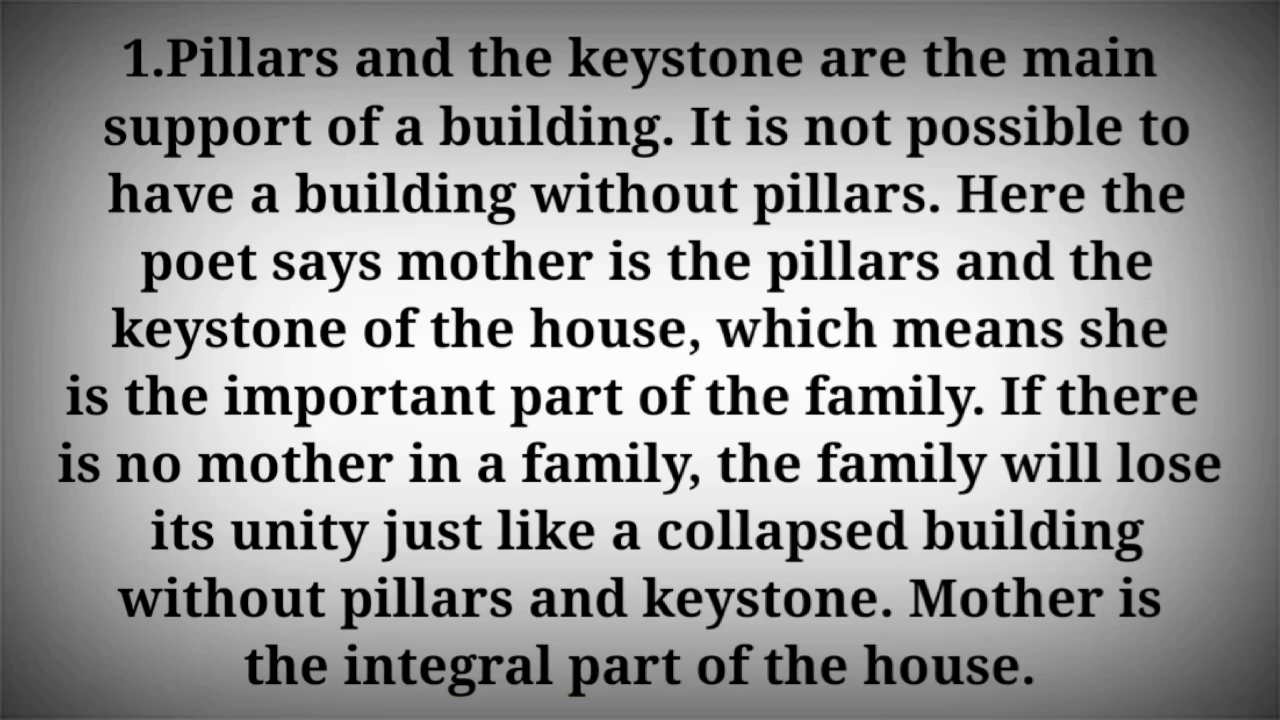 1.Pillars and the keystone are the main
support of a building. It is not possible to
have a building without pillars. Here the
poet says mother is the pillars and the
keystone of the house, which means she
is the important part of the family. If there
is no mother in a family, the family will lose
its unity just like a collapsed building
without pillars and keystone. Mother is
the integral part of the house.